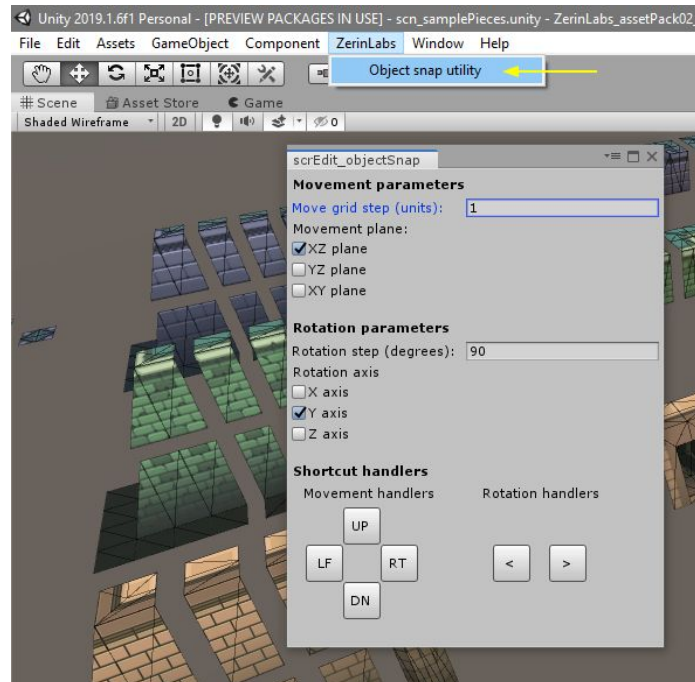 Unity 2019.1.6f1 Personal - [PREVIEW PACKAGES IN USE] - scn_samplePieces.unity - ZerinLabs_assetPack02_
File Edit Assets GameObject Component ZerinLabs Window Help
Object snap utility
Scene Asset Store Game
Shaded Wireframe 2D 0
scrEdit_objectSnap
Movement parameters
Move grid step (units): 1
Movement plane:
XZ plane
YZ plane
XY plane
Rotation parameters
Rotation step (degrees): 90
Rotation axis
X axis
Y axis
Z axis
Shortcut handlers
Movement handlers Rotation handlers
UP
LF RT < >
DN